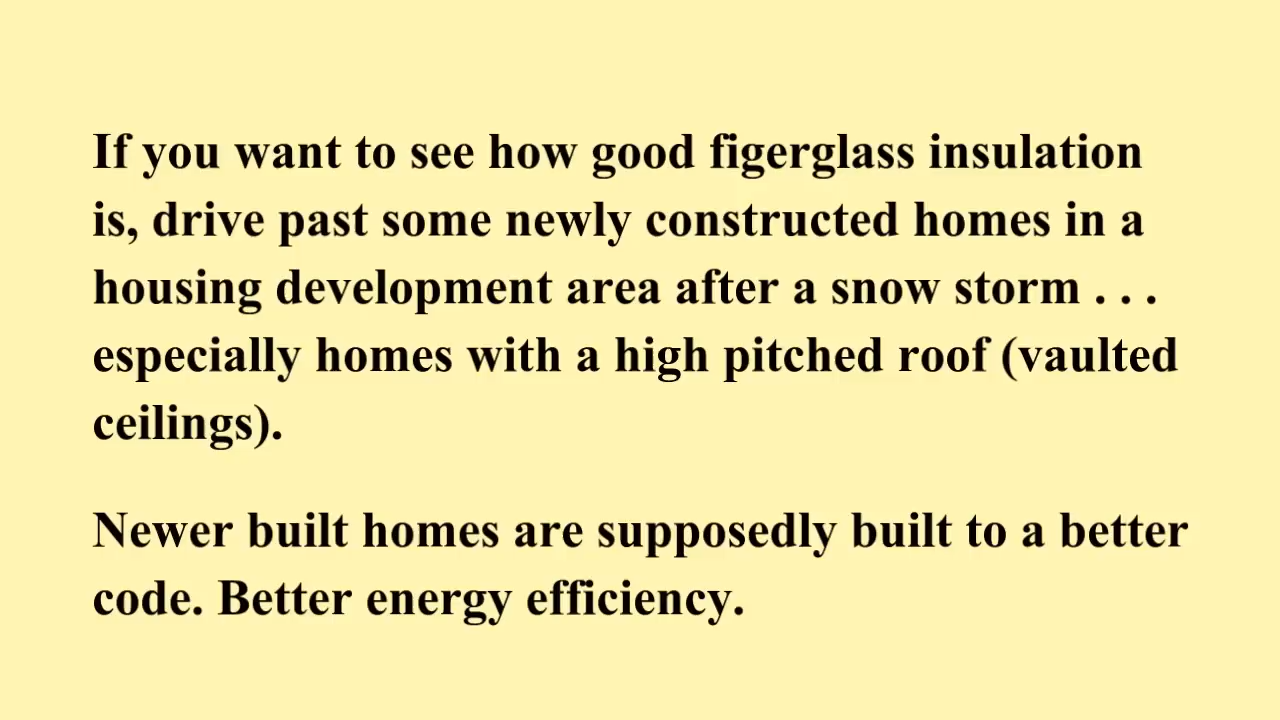 If you want to see how good figerglass insulation
is, drive past some newly constructed homes in a
housing development area after a snow storm . . .
especially homes with a high pitched roof (vaulted
ceilings).
Newer built homes are supposedly built to a better
code. Better energy efficiency.